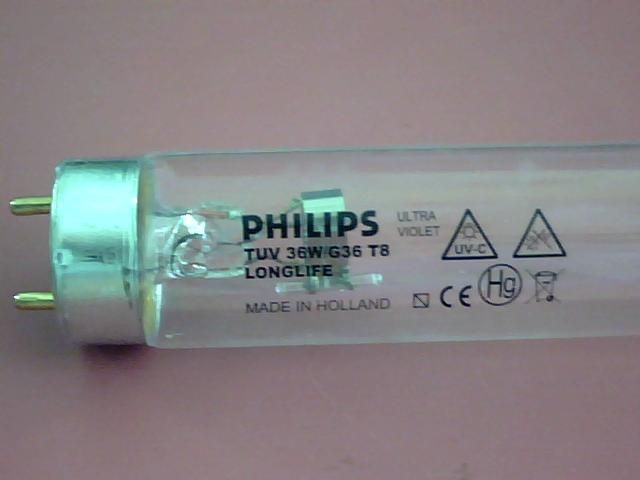 PHILIPS
TUV 36W/G36 T8
LONGLIFE
MADE IN HOLLAND
ULTRA
VIOLET
UV-C
CE
Hg